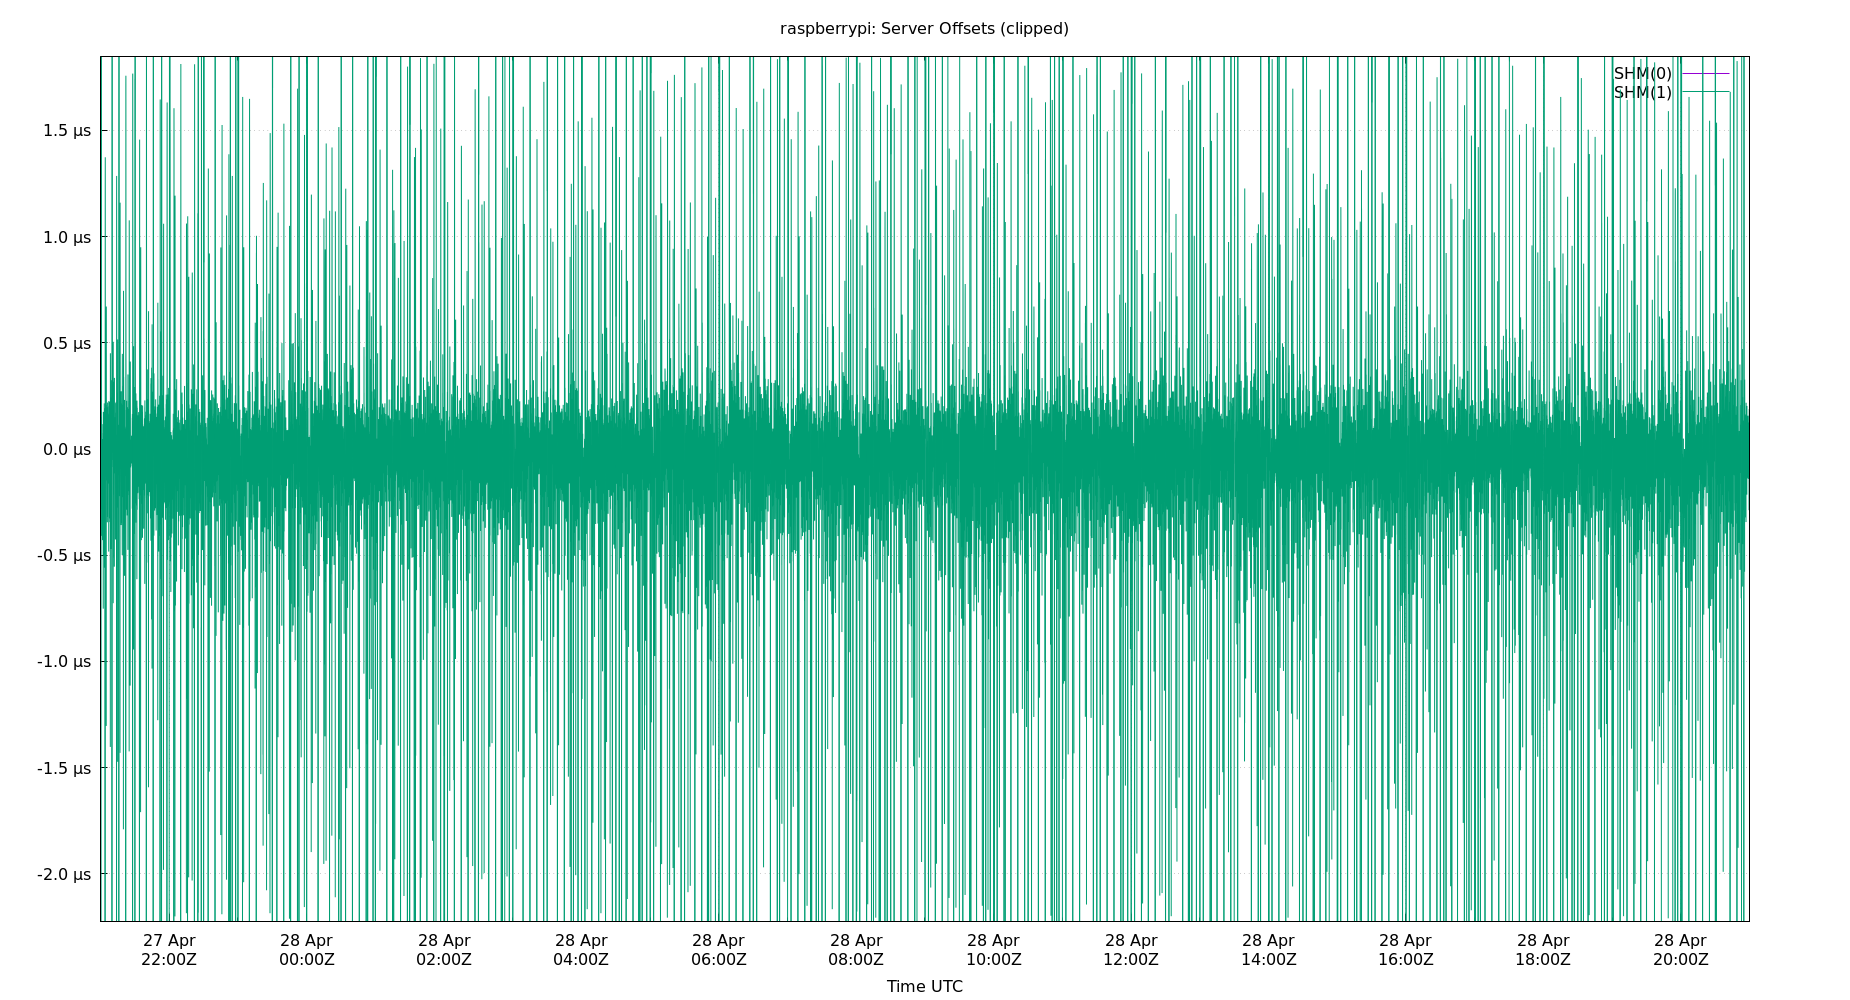 raspberrypi: Server Offsets (clipped)
SHM(0)
SHM(1)
1.5 µs
1.0 µs
0.5 µs
0.0 µs
-0.5 µs
-1.0 µs
-1.5 µs
-2.0 µs
27 Apr 28 Apr 28 Apr 28 Apr 28 Apr 28 Apr 28 Apr 28 Apr 28 Apr 28 Apr 28 Apr 28 Apr
22:00Z 00:00Z 02:00Z 04:00Z 06:00Z 08:00Z 10:00Z 12:00Z 14:00Z 16:00Z 18:00Z 20:00Z
Time UTC